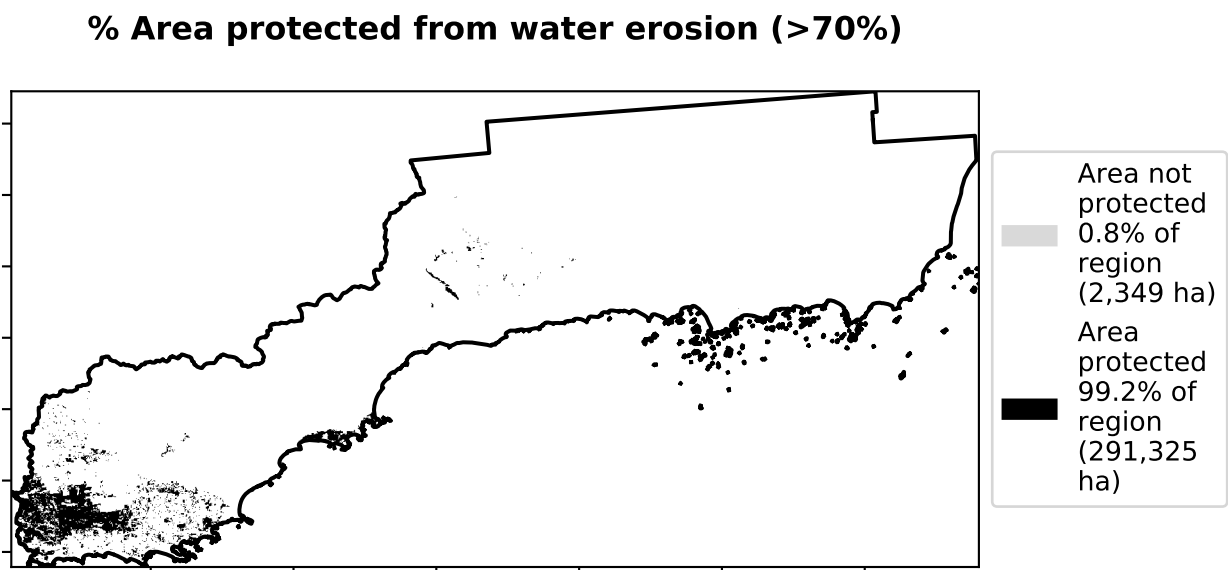 % Area protected from water erosion (>70%)
Area not
protected
0.8% of
region
(2,349 ha)
Area
protected
99.2% of
region
(291,325
ha)